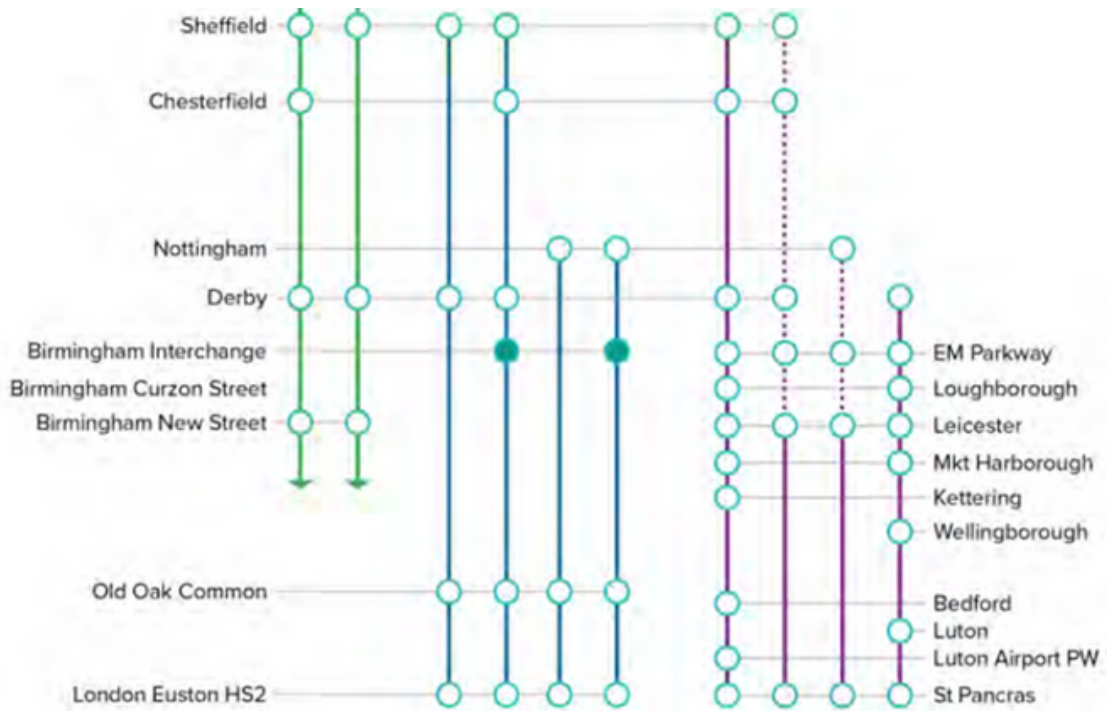 Sheffield
Chesterfield
Nottingham
Derby
Birmingham Interchange
Birmingham Curzon Street
Birmingham New Street
Old Oak Common
London Euston HS2
EM Parkway
Loughborough
Leicester
Mkt Harborough
Kettering
Wellingborough
Bedford
Luton
Luton Airport PW
St Pancras